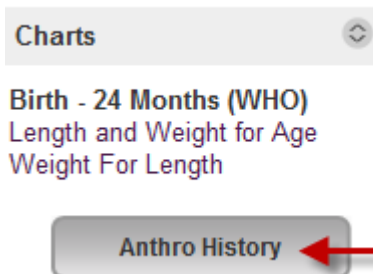 Charts
Birth - 24 Months (WHO)
Length and Weight for Age
Weight For Length
Anthro History